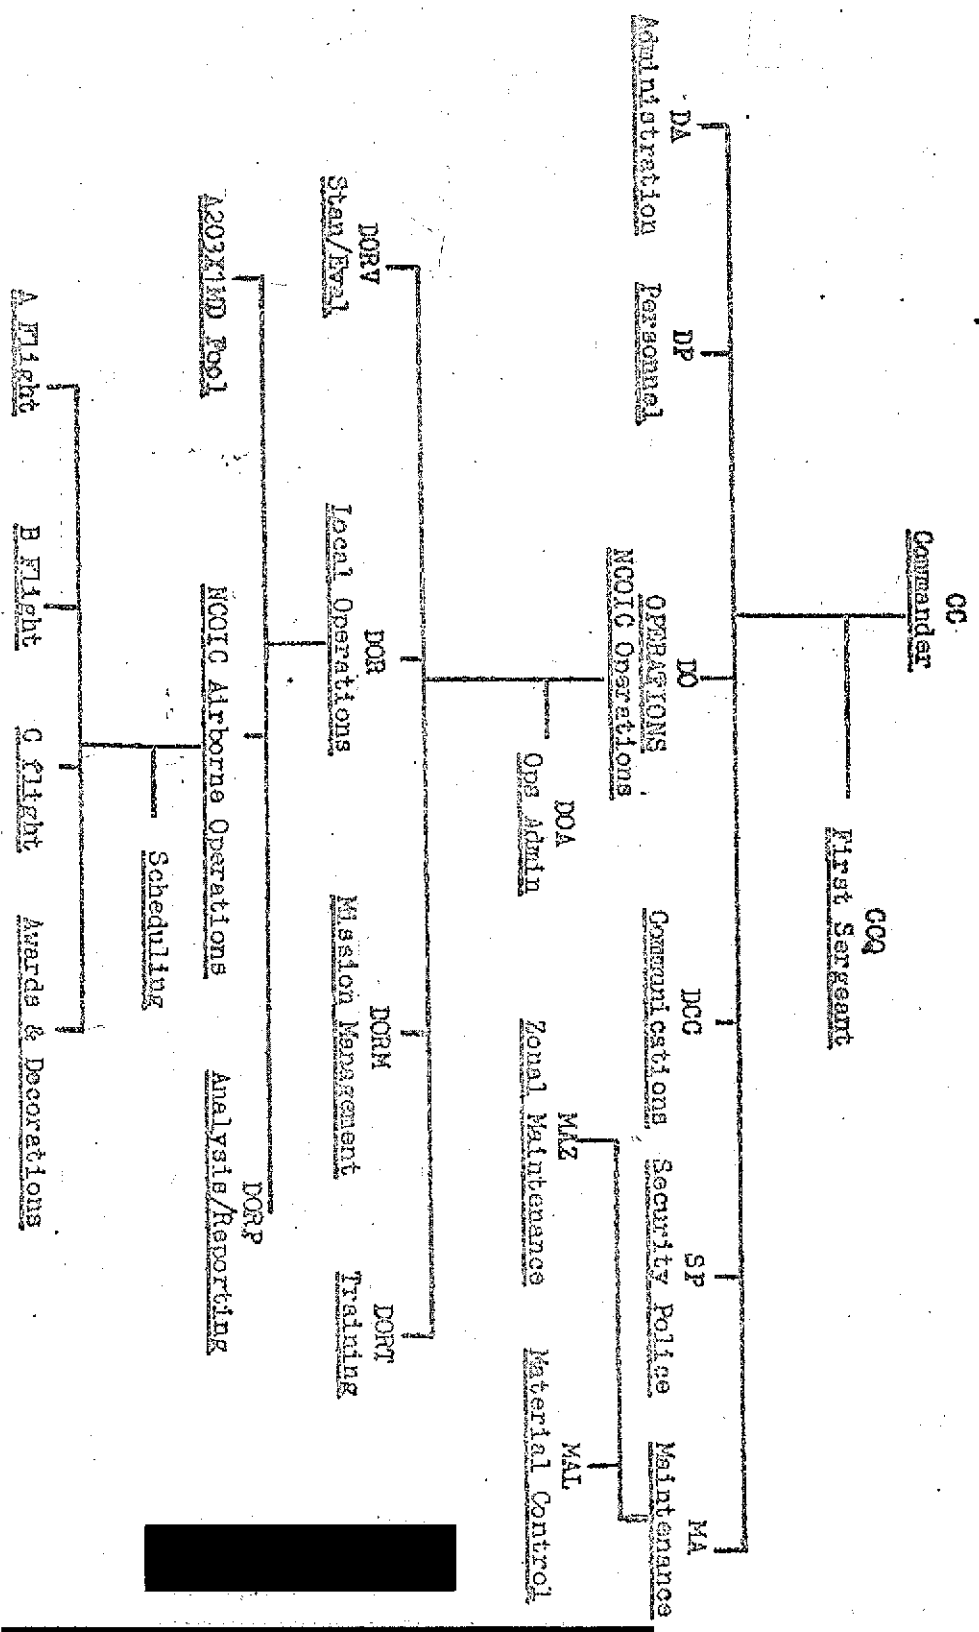 CC
Commander
CCQ
First Sergeant
DA
Administration
DP
Personnel
DO
OPERATIONS
NCOIC Operations
DCC
Communications
SP
Security Police
MA
Maintenance
DOA
Ops Admin
MAZ
Zonal Maintenance
MAL
Material Control
DORV
Stan/Eval
DOR
Local Operations
DORM
Mission Management
DORT
Training
A203X1MD Pool
NCOIC Airborne Operations
DORP
Analysis/Reporting
Scheduling
A Flight
B Flight
C flight
Awards & Decorations